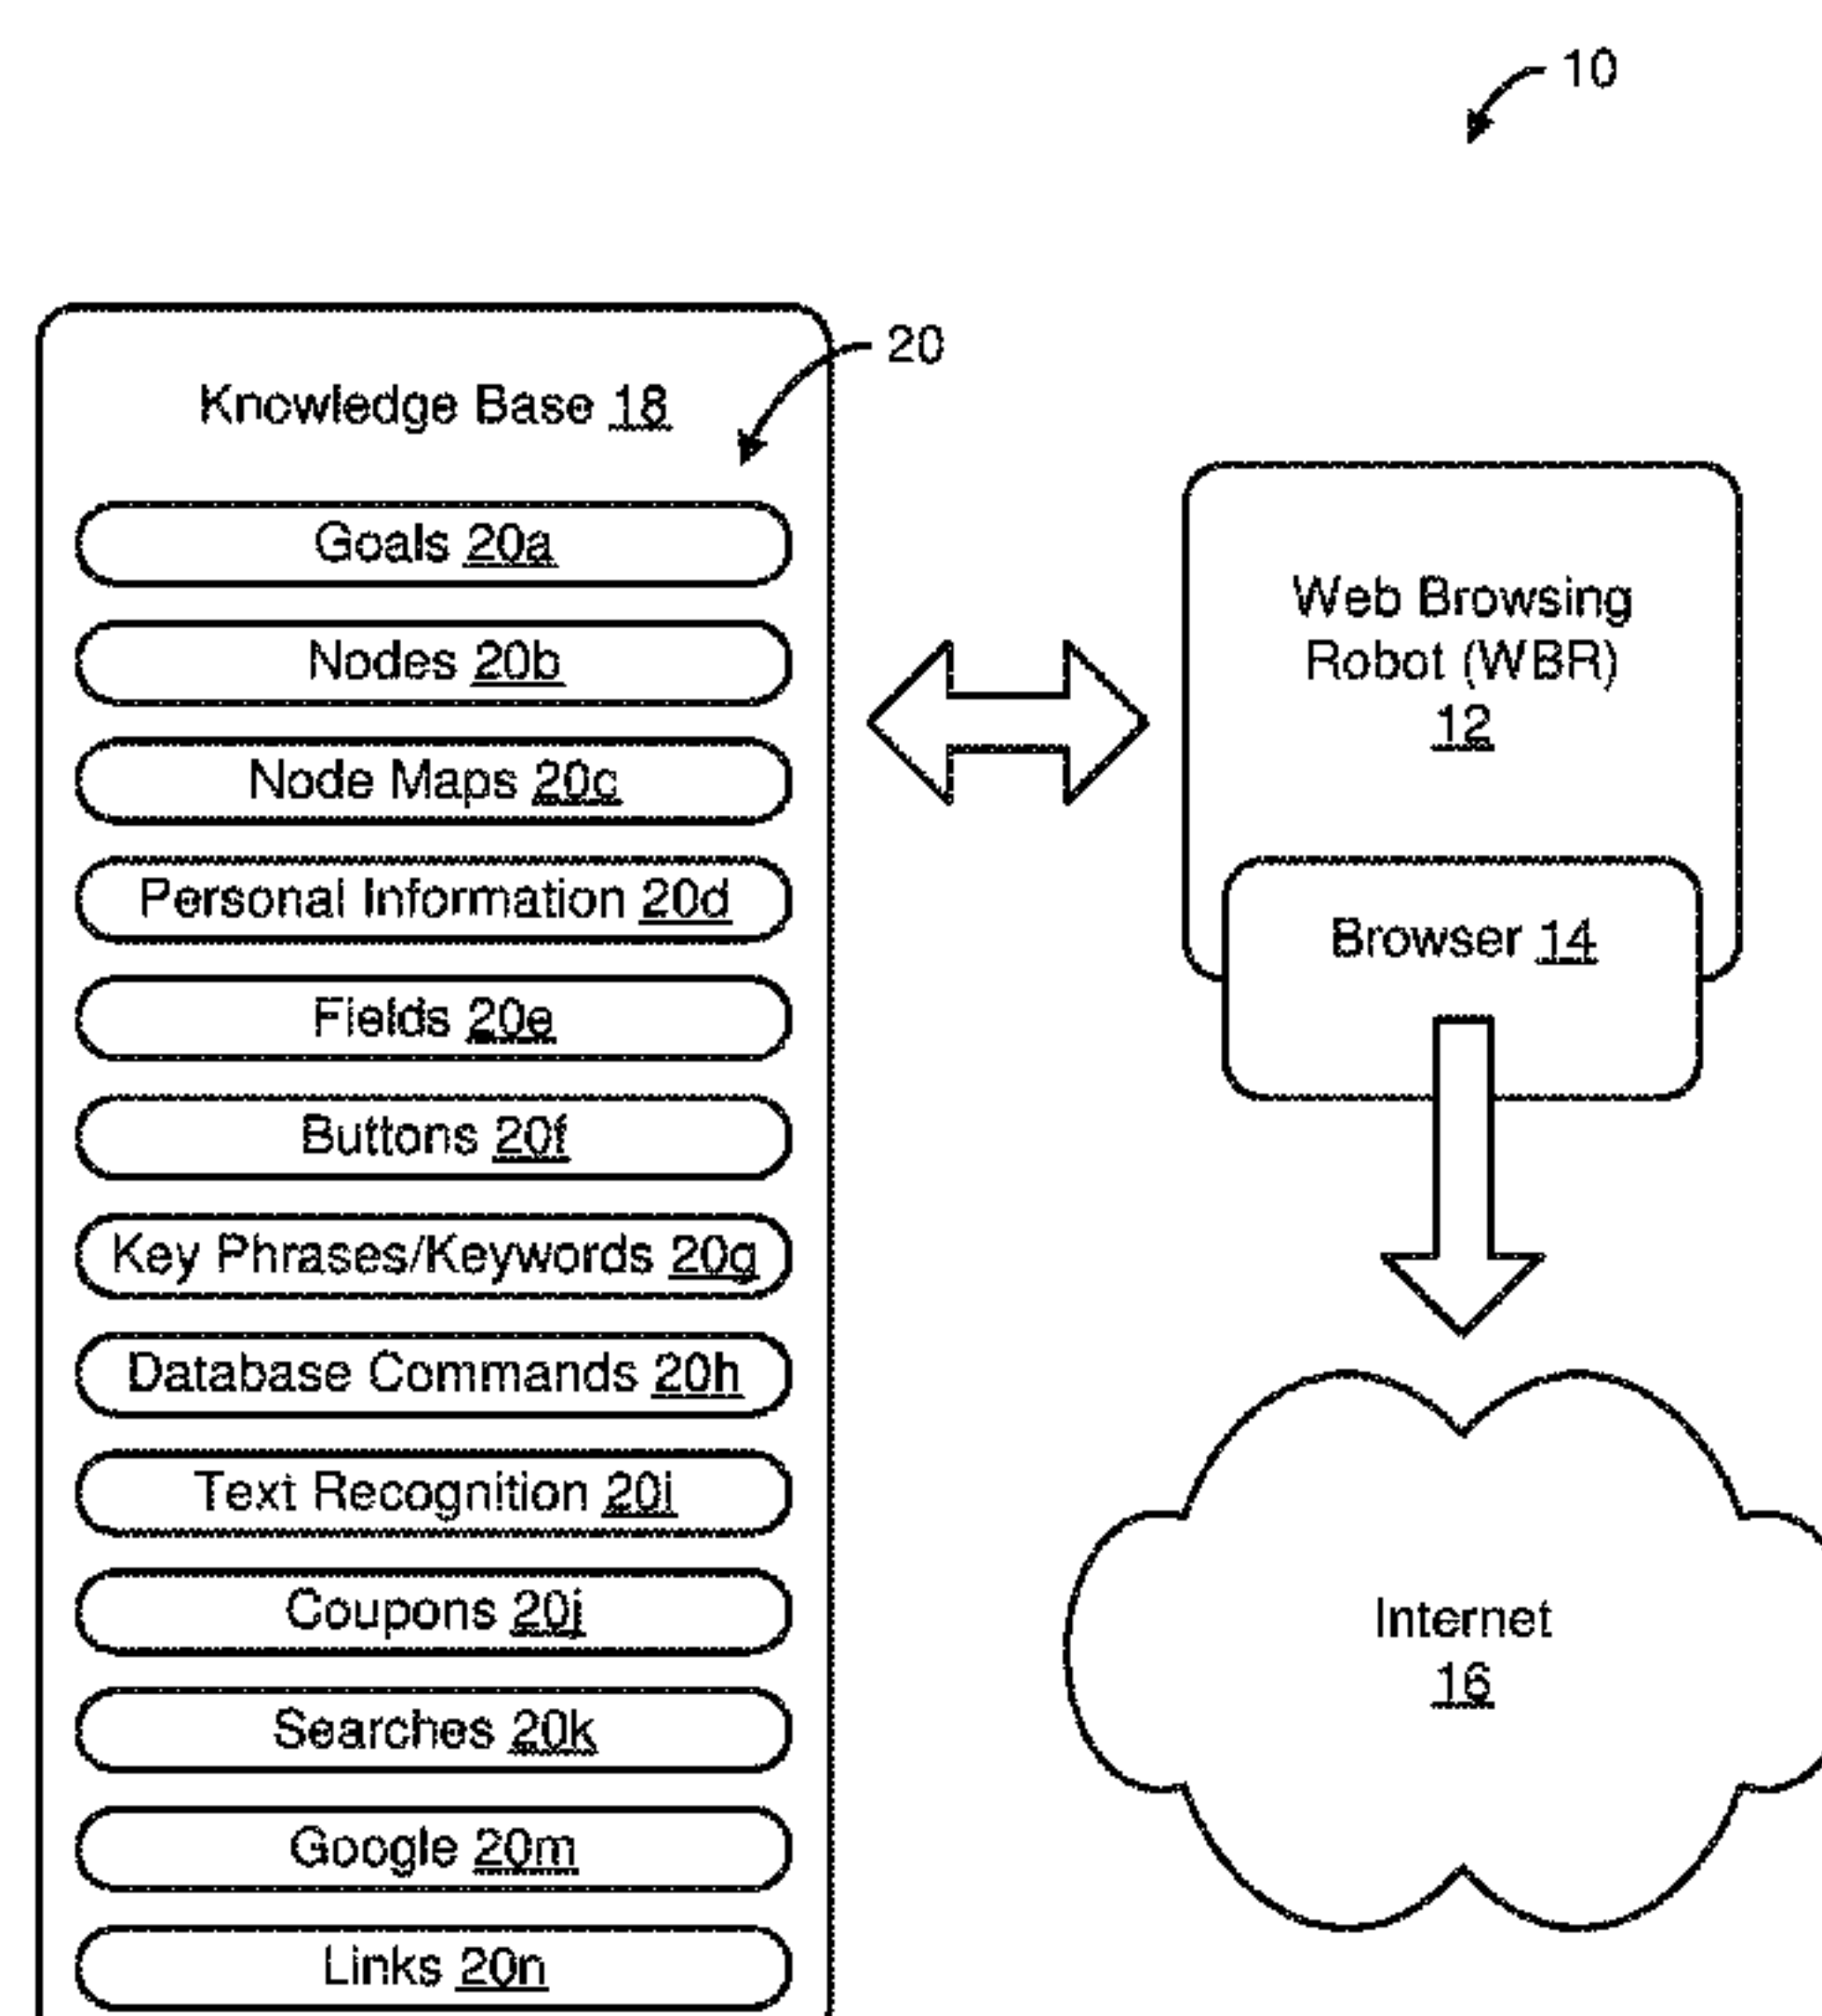 10
20
Knowledge Base 18
Goals 20a
Nodes 20b
Node Maps 20c
Personal Information 20d
Fields 20e
Buttons 20f
Key Phrases/Keywords 20g
Database Commands 20h
Text Recognition 20i
Coupons 20j
Searches 20k
Google 20m
Links 20n
Web Browsing
Robot (WBR)
12
Browser 14
Internet
16